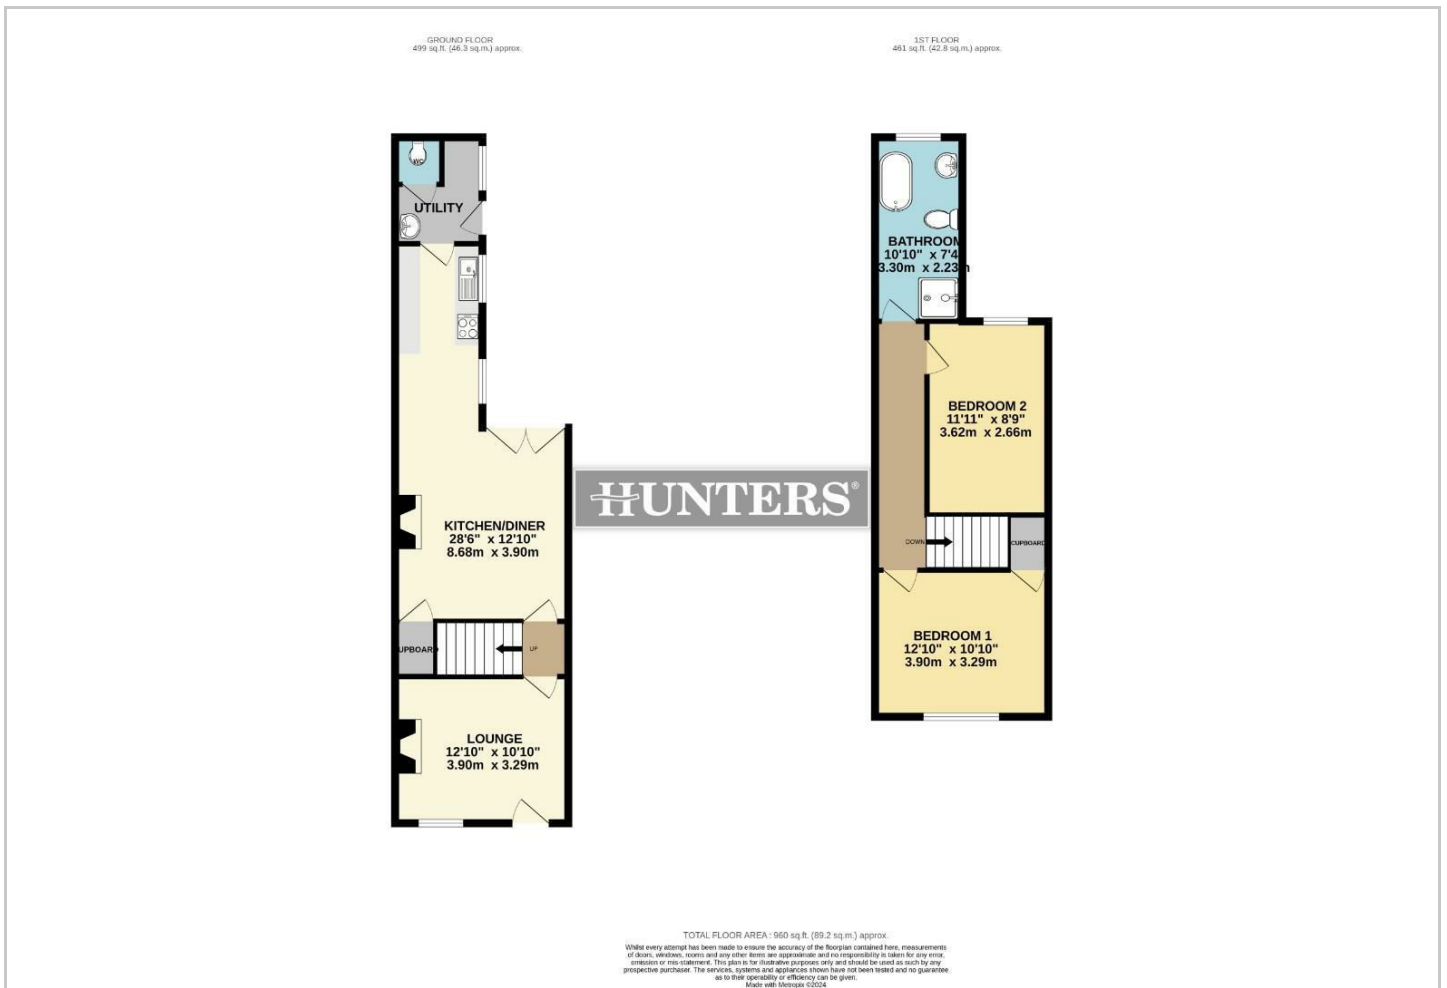 GROUND FLOOR
499 sq.ft. (46.3 sq.m.) approx.
1ST FLOOR
461 sq.ft. (42.8 sq.m.) approx.
WC
UTILITY
KITCHEN/DINER
28'6" x 12'10"
8.68m x 3.90m
UPBOARD
UP
LOUNGE
12'10" x 10'10"
3.90m x 3.29m
HUNTERS®
BATHROOM
10'10" x 7'4
3.30m x 2.23m
BEDROOM 2
11'11" x 8'9"
3.62m x 2.66m
DOWN
CUPBOARD
BEDROOM 1
12'10" x 10'10"
3.90m x 3.29m
TOTAL FLOOR AREA : 960 sq.ft. (89.2 sq.m.) approx.
Whilst every attempt has been made to ensure the accuracy of the floorplan contained here, measurements
of doors, windows, rooms and any other items are approximate and no responsibility is taken for any error,
omission or mis-statement. This plan is for illustrative purposes only and should be used as such by any
prospective purchaser. The services, systems and appliances shown have not been tested and no guarantee
as to their operability or efficiency can be given.
Made with Metropix ©2024